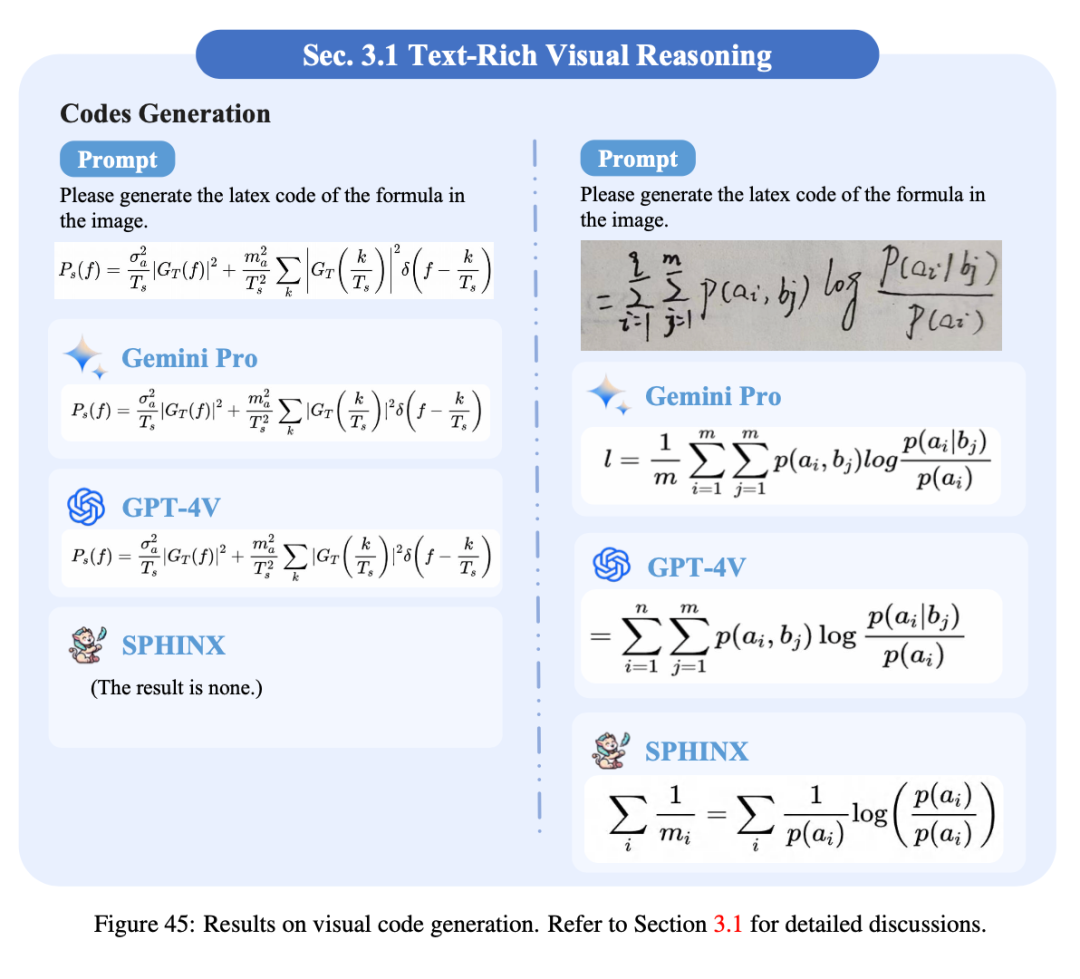 Sec. 3.1 Text-Rich Visual Reasoning
Codes Generation
Prompt
Please generate the latex code of the formula in
the image.
P_s(f) = \frac{\sigma_a^2}{T_s}|G_T(f)|^2 + \frac{m_a^2}{T_s^2} \sum_k \left|G_T\left(\frac{k}{T_s}\right)\right|^2 \delta\left(f - \frac{k}{T_s}\right)
Gemini Pro
P_s(f) = \frac{\sigma_a^2}{T_s}|G_T(f)|^2 + \frac{m_a^2}{T_s^2} \sum_k |G_T\left(\frac{k}{T_s}\right)|^2 \delta\left(f - \frac{k}{T_s}\right)
GPT-4V
P_s(f) = \frac{\sigma_a^2}{T_s}|G_T(f)|^2 + \frac{m_a^2}{T_s^2} \sum_k |G_T\left(\frac{k}{T_s}\right)|^2 \delta\left(f - \frac{k}{T_s}\right)
SPHINX
(The result is none.)
Prompt
Please generate the latex code of the formula in
the image.
= \sum_{i=1} \sum_{j=1}^{m} p(a_i, b_j) \log \frac{p(a_i / b_j)}{p(a_i)}
Gemini Pro
l = \frac{1}{m} \sum_{i=1}^{m} \sum_{j=1}^{m} p(a_i, b_j) log \frac{p(a_i|b_j)}{p(a_i)}
GPT-4V
= \sum_{i=1}^{n} \sum_{j=1}^{m} p(a_i, b_j) \log \frac{p(a_i|b_j)}{p(a_i)}
SPHINX
\sum_i \frac{1}{m_i} = \sum_i \frac{1}{p(a_i)} \log \left( \frac{p(a_i)}{p(a_i)} \right)
Figure 45: Results on visual code generation. Refer to Section 3.1 for detailed discussions.